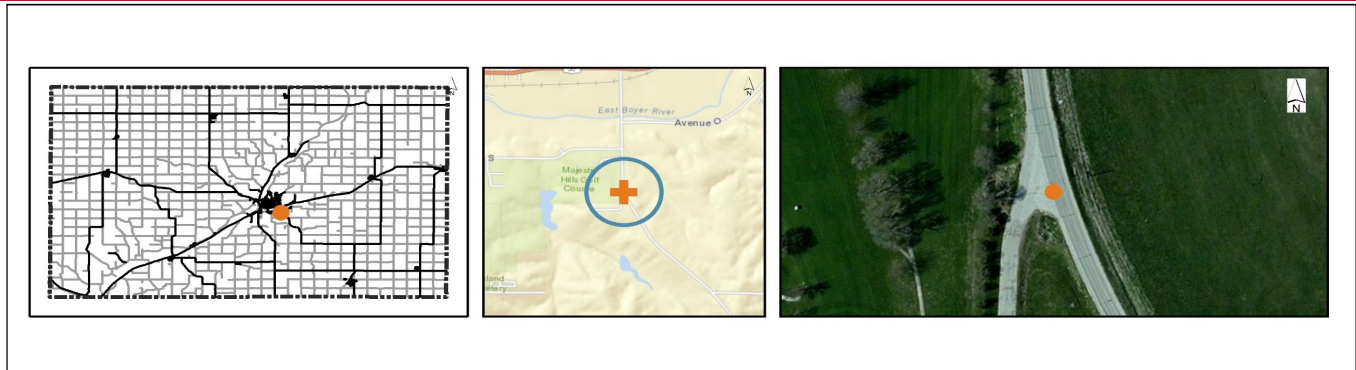 N
N
N
East Boyer River
Avenue
S
Majestic
Hills Golf
Course